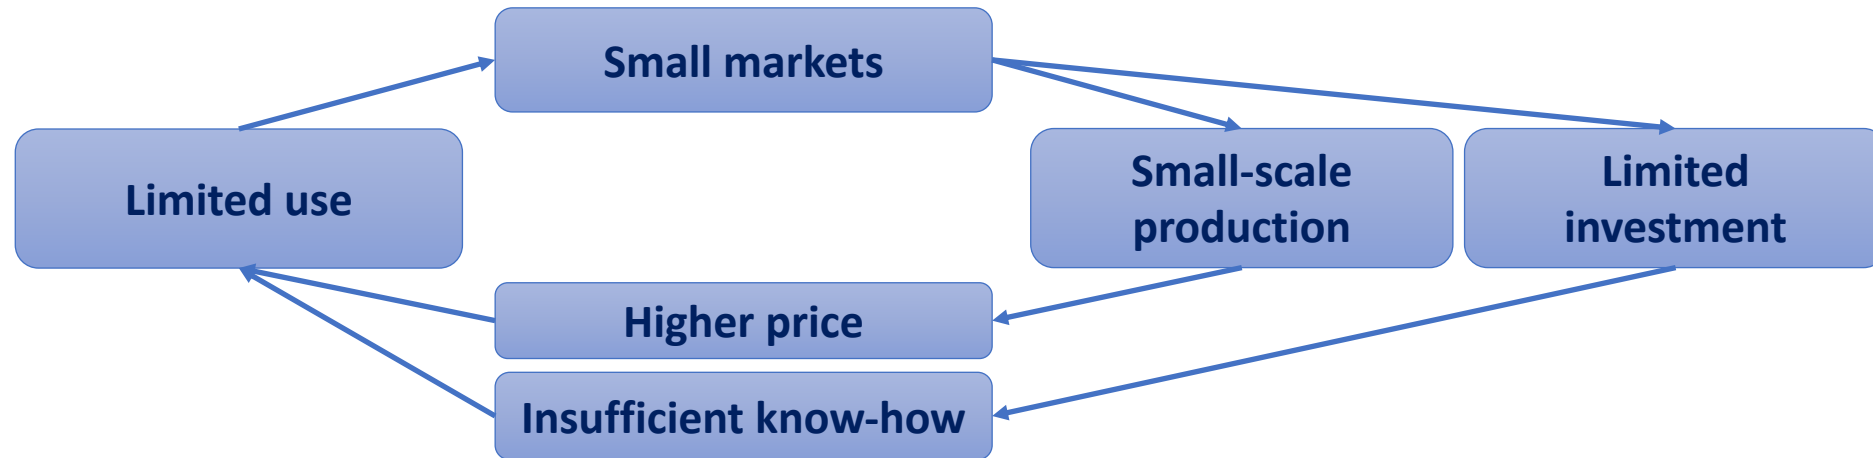 Small markets
Limited use
Small-scale
production
Limited
investment
Higher price
Insufficient know-how